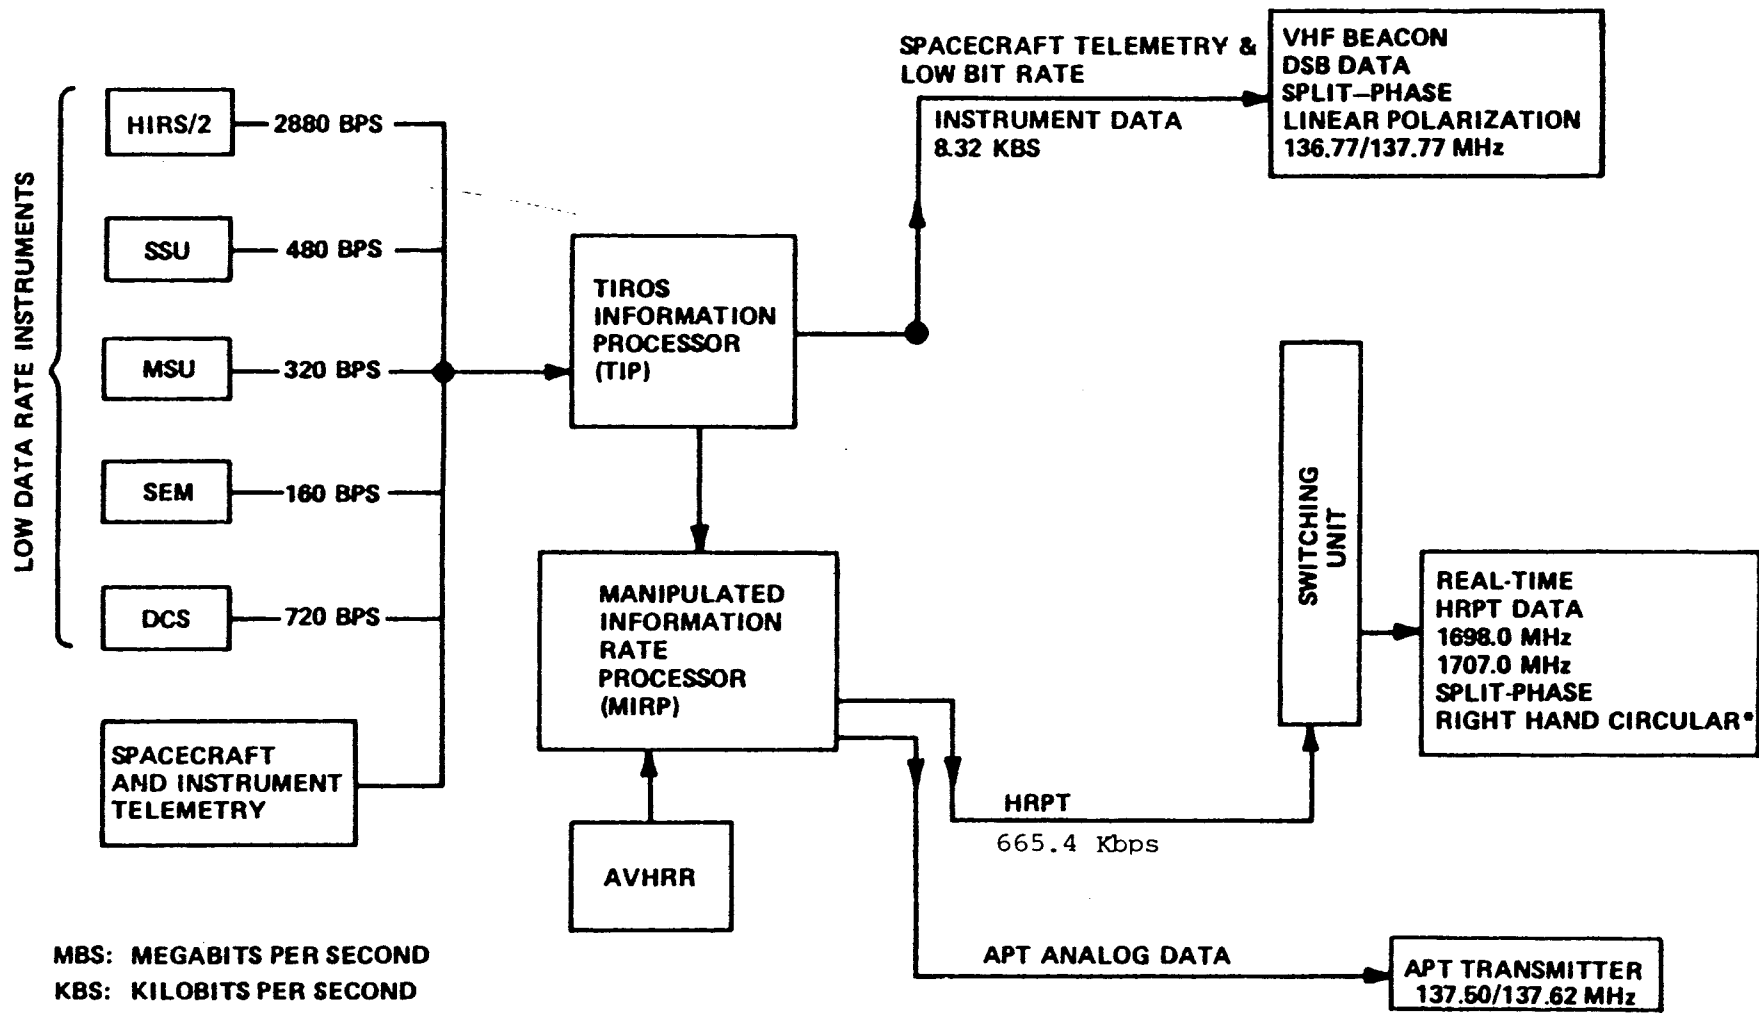 LOW DATA RATE INSTRUMENTS
HIRS/2
2880 BPS
SSU
480 BPS
MSU
320 BPS
SEM
160 BPS
DCS
720 BPS
SPACECRAFT
AND INSTRUMENT
TELEMETRY
TIROS
INFORMATION
PROCESSOR
(TIP)
SPACECRAFT TELEMETRY &
LOW BIT RATE
INSTRUMENT DATA
8.32 KBS
VHF BEACON
DSB DATA
SPLIT–PHASE
LINEAR POLARIZATION
136.77/137.77 MHz
MANIPULATED
INFORMATION
RATE
PROCESSOR
(MIRP)
AVHRR
HRPT
665.4 Kbps
SWITCHING
UNIT
REAL-TIME
HRPT DATA
1698.0 MHz
1707.0 MHz
SPLIT-PHASE
RIGHT HAND CIRCULAR*
APT ANALOG DATA
APT TRANSMITTER
137.50/137.62 MHz
MBS: MEGABITS PER SECOND
KBS: KILOBITS PER SECOND